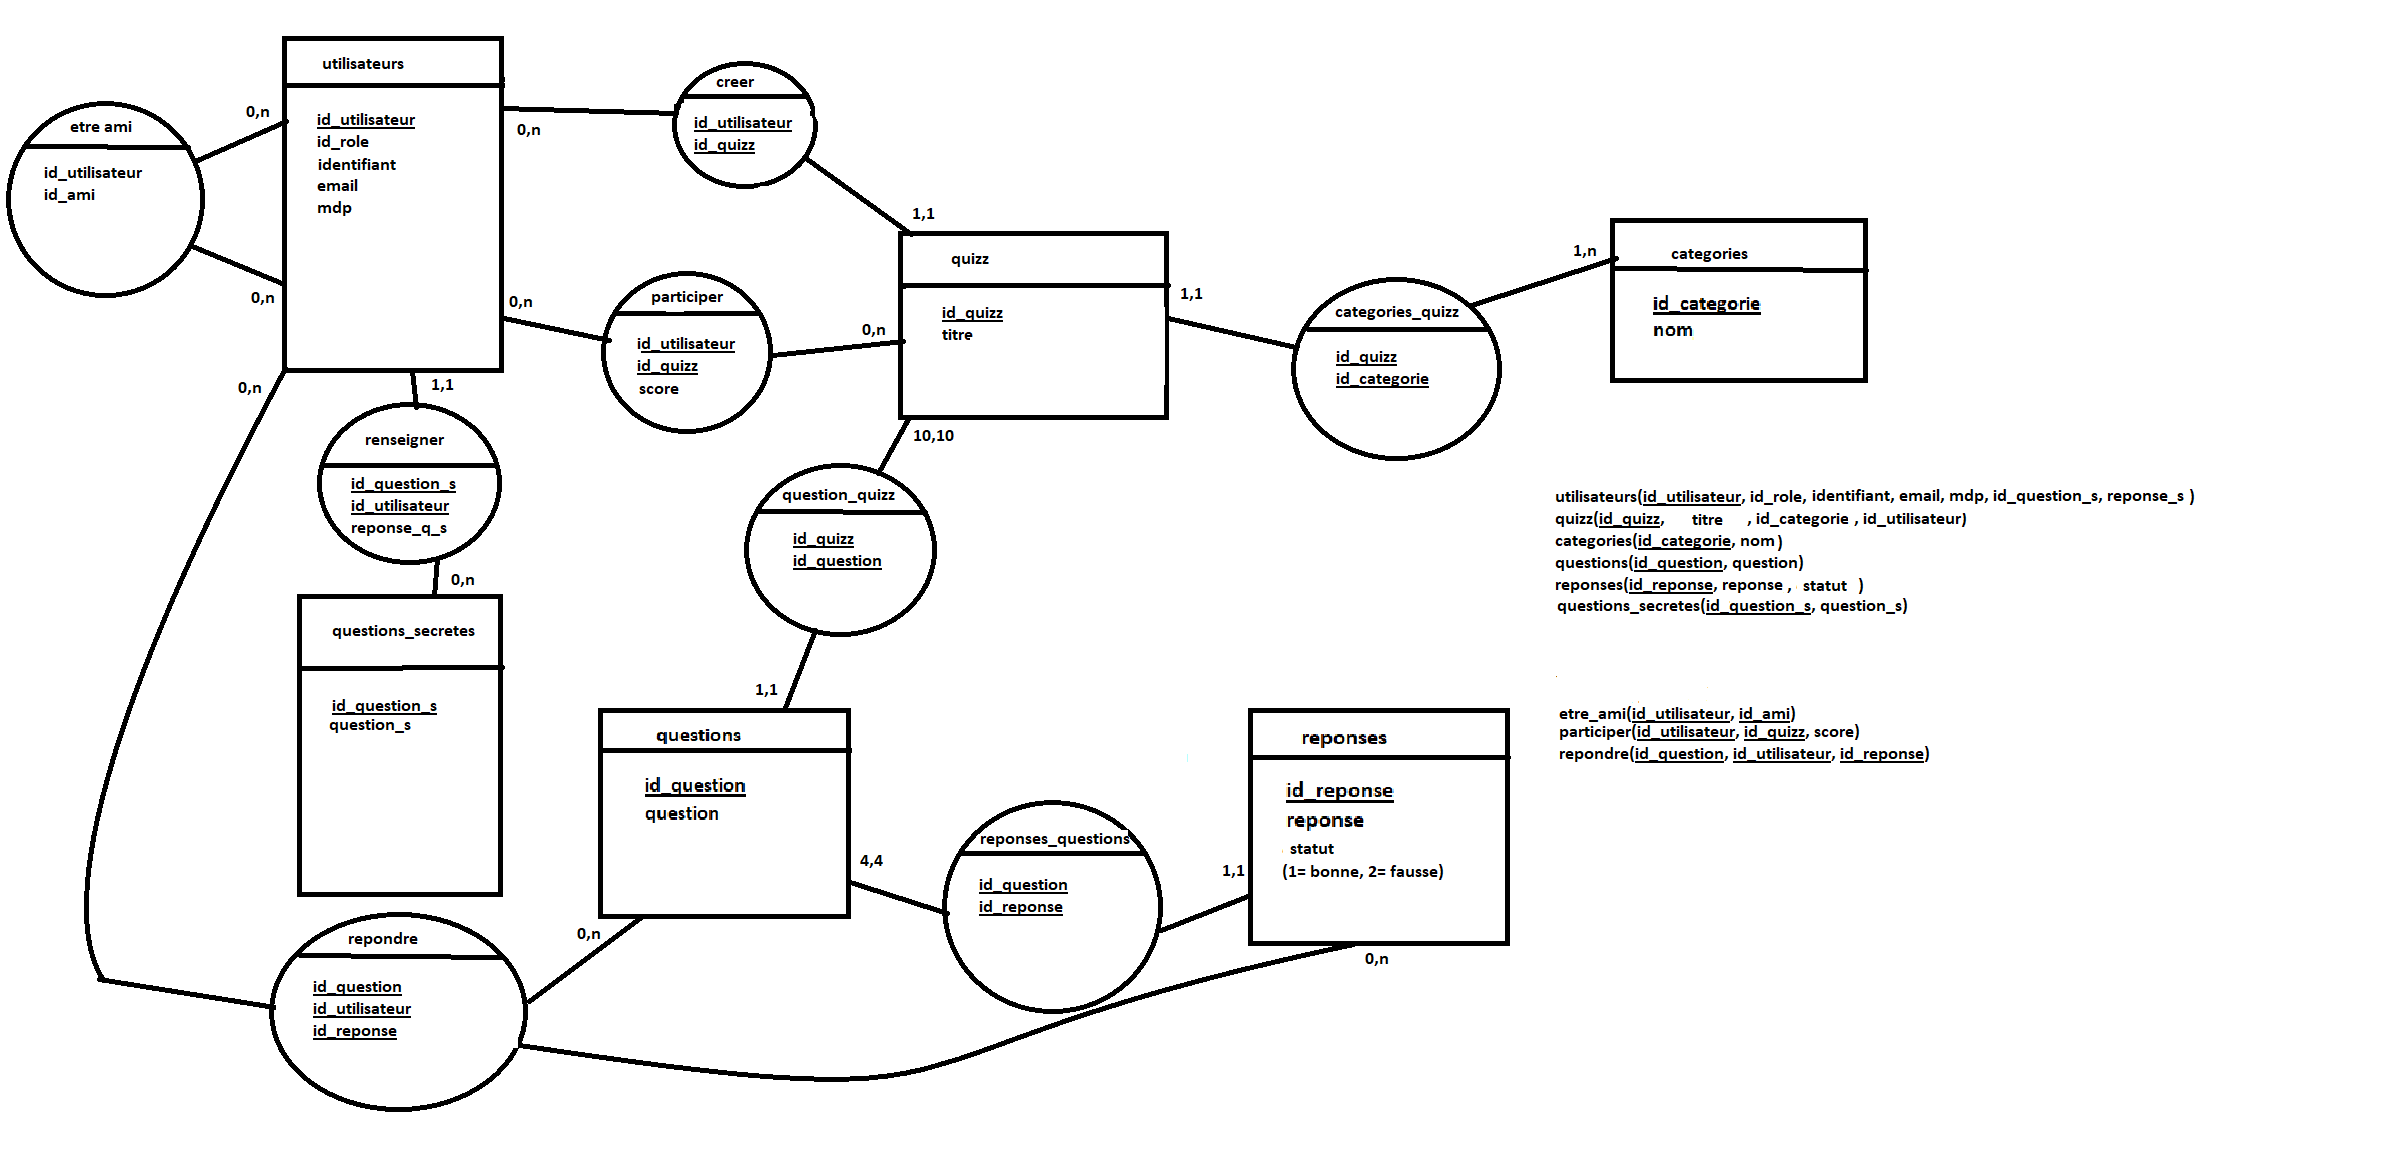 utilisateurs
id_utilisateur
id_role
identifiant
email
mdp
etre ami
id_utilisateur
id_ami
0,n
0,n
creer
id_utilisateur
id_quizz
0,n
1,1
participer
id_utilisateur
id_quizz
score
0,n
0,n
quizz
id_quizz
titre
1,1
categories_quizz
id_quizz
id_categorie
1,n
categories
id_categorie
nom
0,n
1,1
renseigner
id_question_s
id_utilisateur
reponse_q_s
0,n
questions_secretes
id_question_s
question_s
10,10
question_quizz
id_quizz
id_question
1,1
questions
id_question
question
4,4
reponses_questions
id_question
id_reponse
1,1
reponses
id_reponse
reponse
statut
(1= bonne, 2= fausse)
0,n
0,n
repondre
id_question
id_utilisateur
id_reponse
utilisateurs(id_utilisateur, id_role, identifiant, email, mdp, id_question_s, reponse_s )
quizz(id_quizz, titre , id_categorie , id_utilisateur)
categories(id_categorie, nom )
questions(id_question, question)
reponses(id_reponse, reponse , statut )
questions_secretes(id_question_s, question_s)
etre_ami(id_utilisateur, id_ami)
participer(id_utilisateur, id_quizz, score)
repondre(id_question, id_utilisateur, id_reponse)